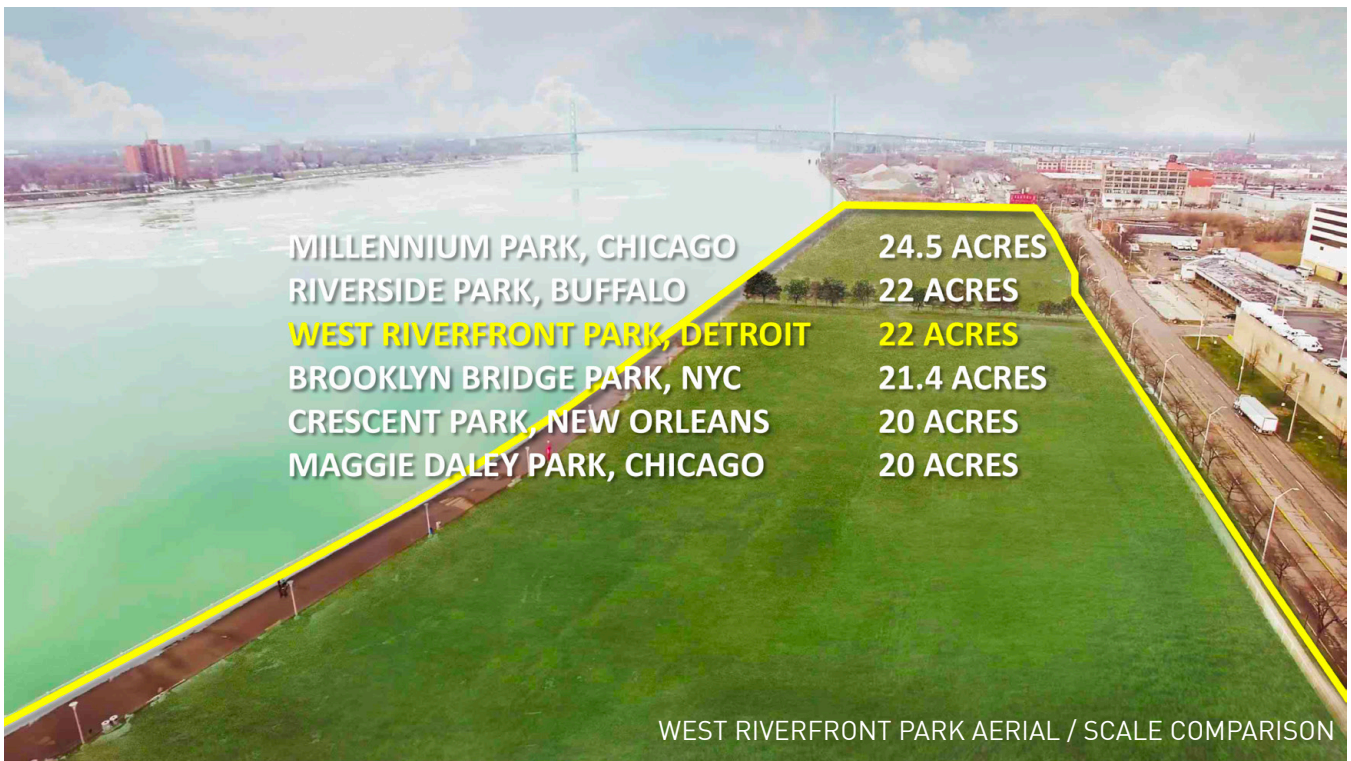 MILLENNIUM PARK, CHICAGO 24.5 ACRES
RIVERSIDE PARK, BUFFALO 22 ACRES
WEST RIVERFRONT PARK, DETROIT 22 ACRES
BROOKLYN BRIDGE PARK, NYC 21.4 ACRES
CRESCENT PARK, NEW ORLEANS 20 ACRES
MAGGIE DALEY PARK, CHICAGO 20 ACRES
WEST RIVERFRONT PARK AERIAL / SCALE COMPARISON